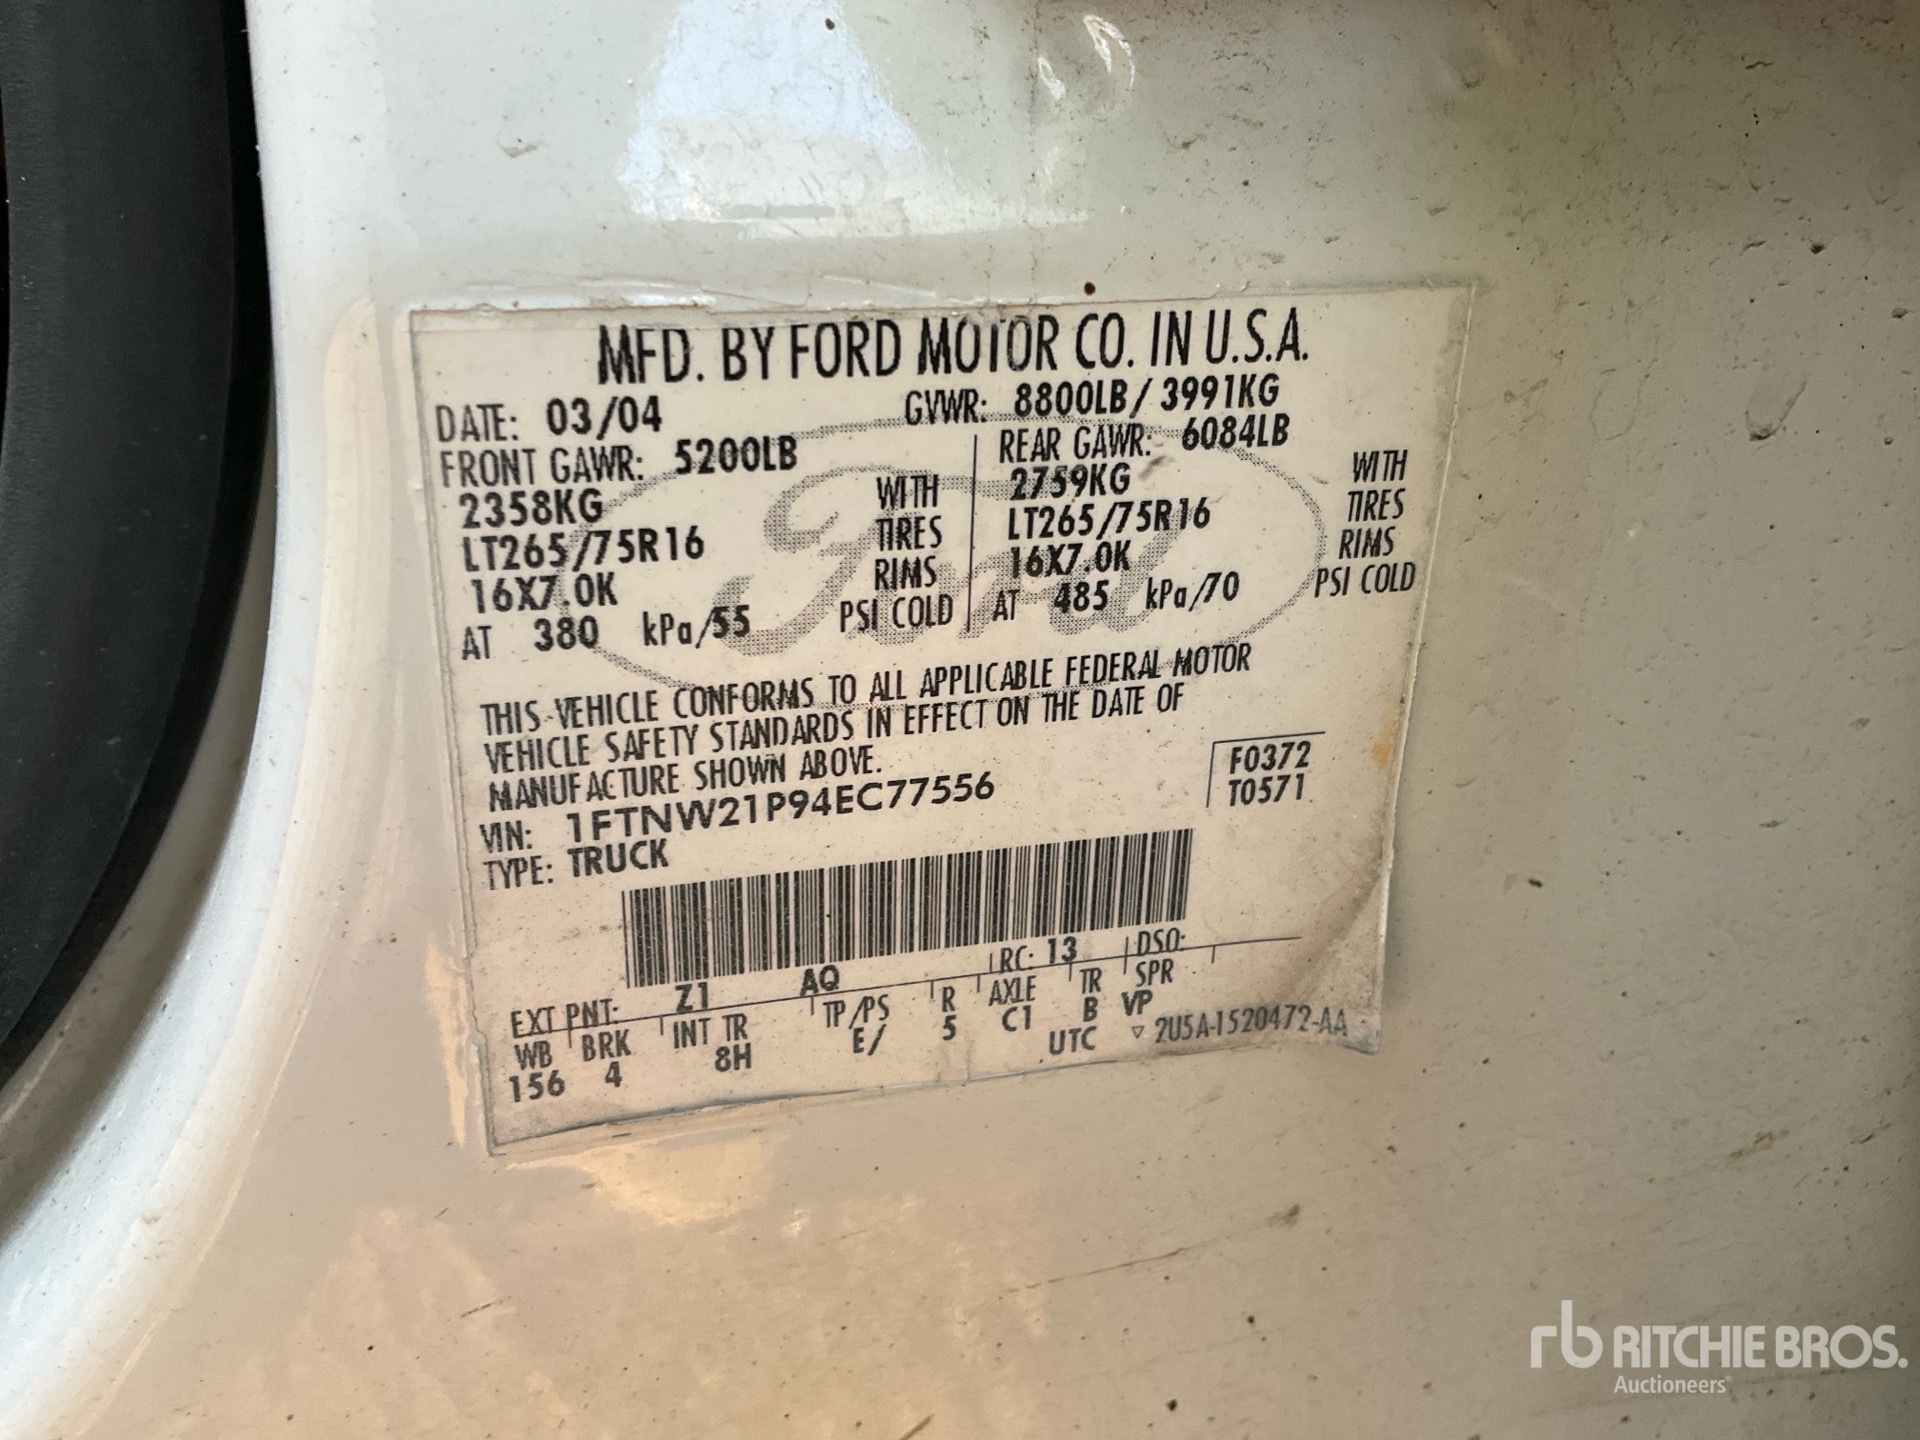 MFD. BY FORD MOTOR CO. IN U.S.A.
DATE: 03/04 GVWR: 8800LB / 3991KG
FRONT GAWR: 5200LB REAR GAWR: 6084LB
2358KG WITH 2759KG WITH
LT265/75R16 TIRES LT265/75R16 TIRES
16X7.0K RIMS 16X7.0K RIMS
AT 380 kPa/55 PSI COLD AT 485 kPa/70 PSI COLD
Ford
THIS VEHICLE CONFORMS TO ALL APPLICABLE FEDERAL MOTOR
VEHICLE SAFETY STANDARDS IN EFFECT ON THE DATE OF
MANUFACTURE SHOWN ABOVE.
VIN: 1FTNW21P94EC77556 F0372
TYPE: TRUCK T0571
EXT PNT: Z1 AQ RC: 13 DSO:
WB BRK INT TR TP/PS R AXLE TR SPR
156 4 8H E/ 5 C1 B VP
UTC ▽ 2U5A-1520472-AA
rb RITCHIE BROS.
Auctioneers